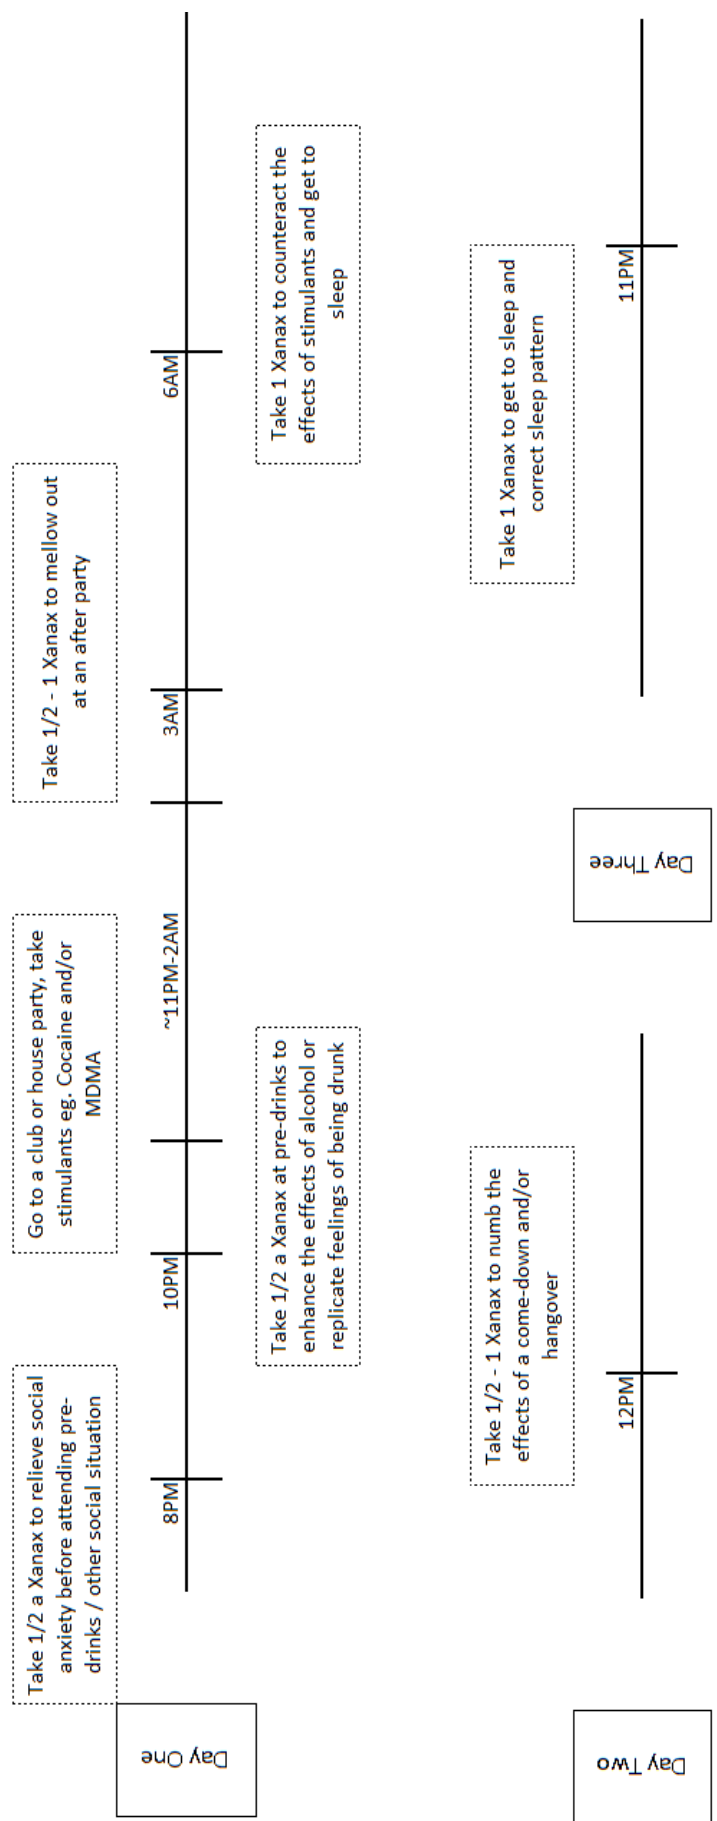 Day One
Take 1/2 a Xanax to relieve social
anxiety before attending pre-
drinks / other social situation
8PM
Take 1/2 a Xanax at pre-drinks to
enhance the effects of alcohol or
replicate feelings of being drunk
10PM
Go to a club or house party, take
stimulants eg. Cocaine and/or
MDMA
~11PM-2AM
Take 1/2 - 1 Xanax to mellow out
at an after party
3AM
Take 1 Xanax to counteract the
effects of stimulants and get to
sleep
6AM
Day Two
Take 1/2 - 1 Xanax to numb the
effects of a come-down and/or
hangover
12PM
Day Three
Take 1 Xanax to get to sleep and
correct sleep pattern
11PM